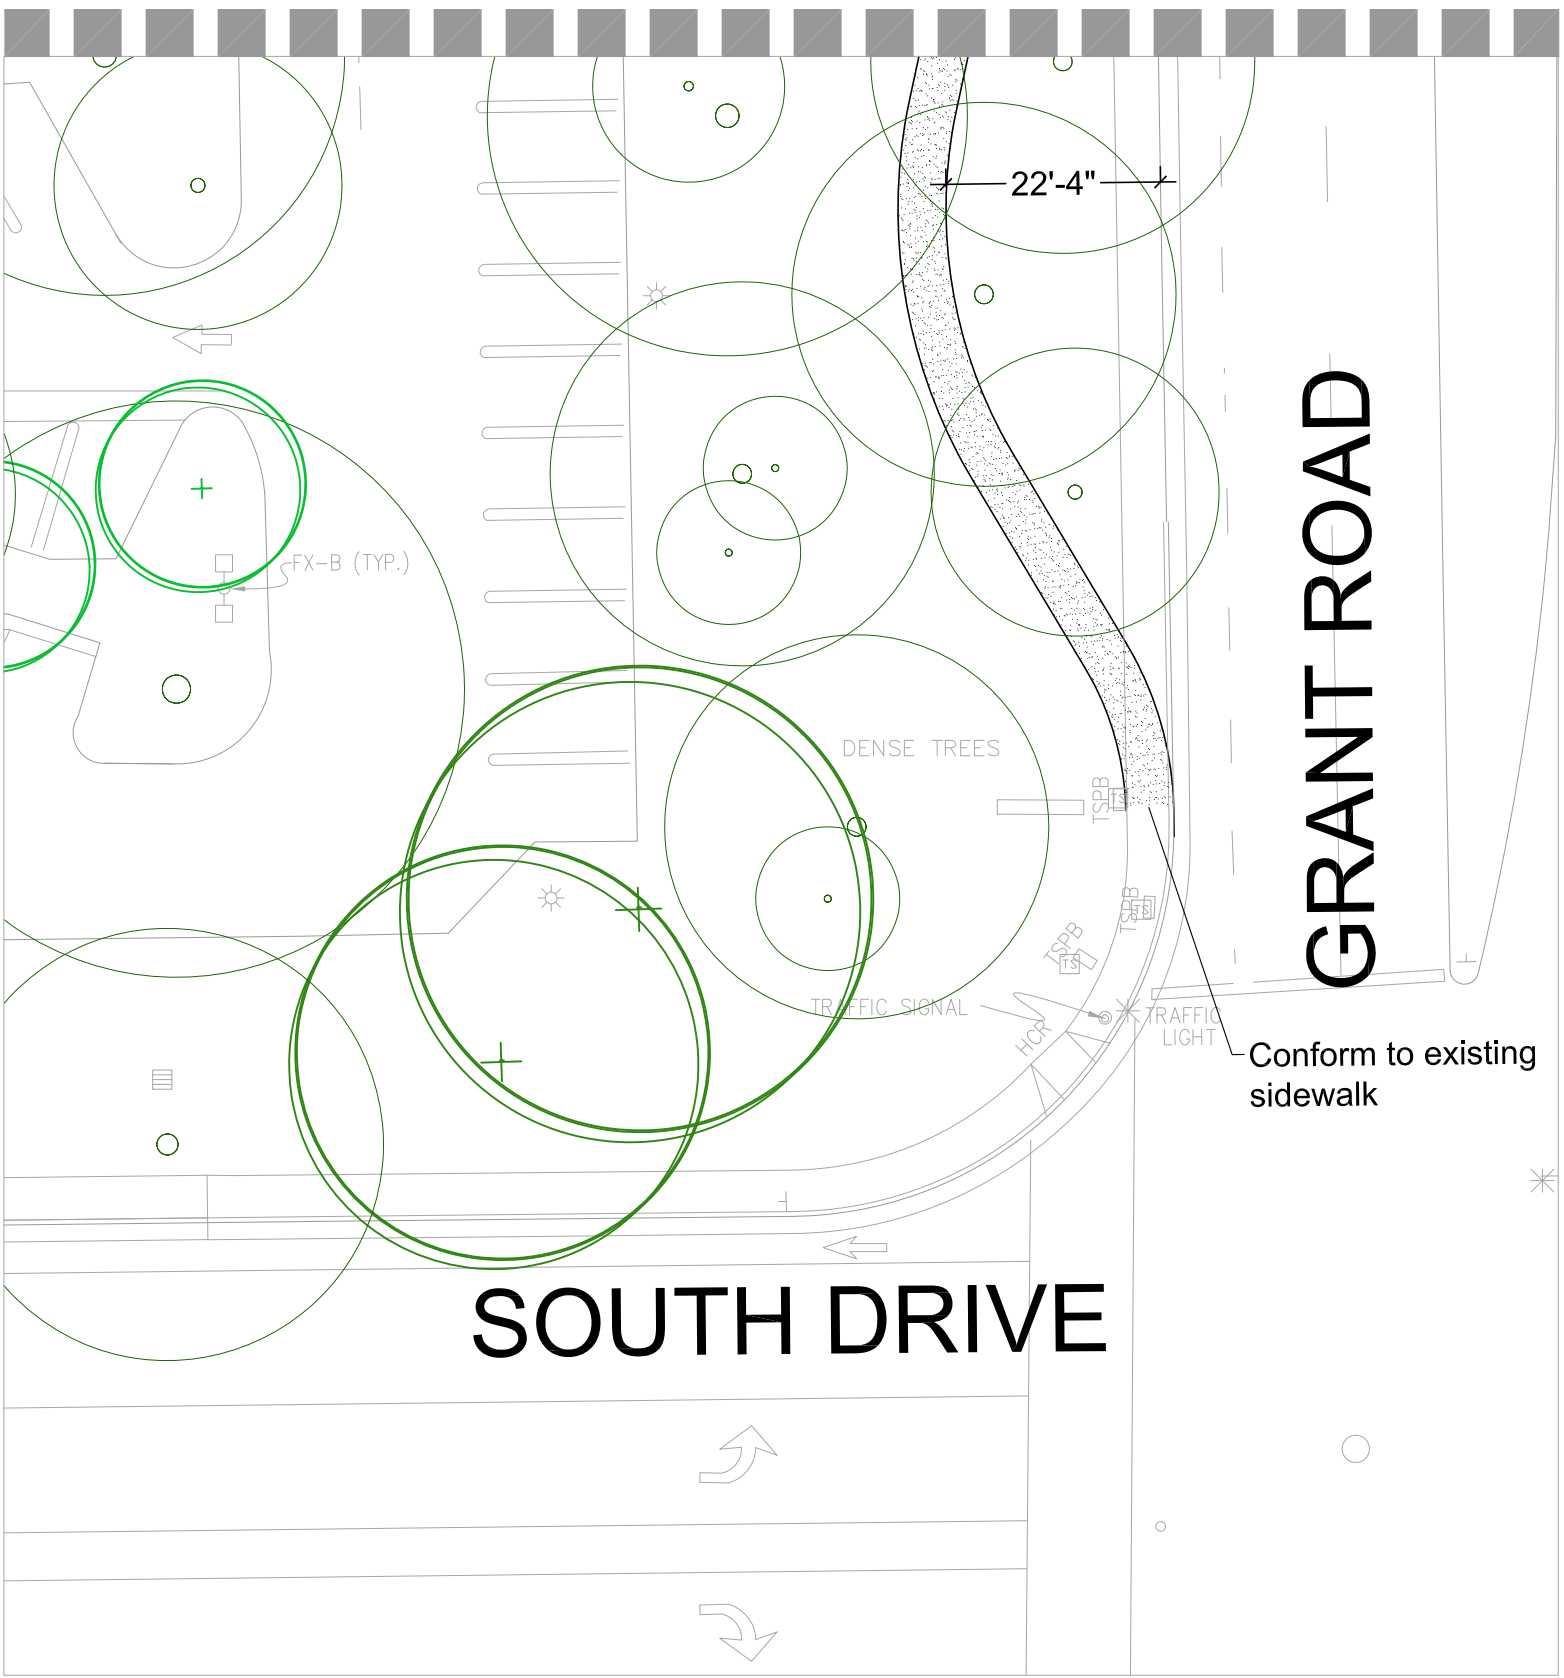 22'-4"
GRANT ROAD
FX-B (TYP.)
DENSE TREES
TSPB
TS
TSPB
TS
TSPB
TS
TRAFFIC SIGNAL
TRAFFIC
LIGHT
HCR
Conform to existing
sidewalk
SOUTH DRIVE